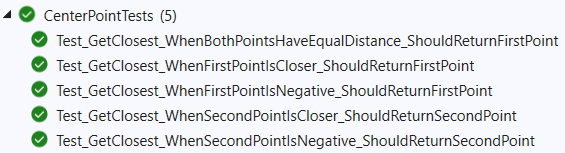 CenterPointTests (5)
Test_GetClosest_WhenBothPointsHaveEqualDistance_ShouldReturnFirstPoint
Test_GetClosest_WhenFirstPointIsCloser_ShouldReturnFirstPoint
Test_GetClosest_WhenFirstPointIsNegative_ShouldReturnFirstPoint
Test_GetClosest_WhenSecondPointIsCloser_ShouldReturnSecondPoint
Test_GetClosest_WhenSecondPointIsNegative_ShouldReturnSecondPoint